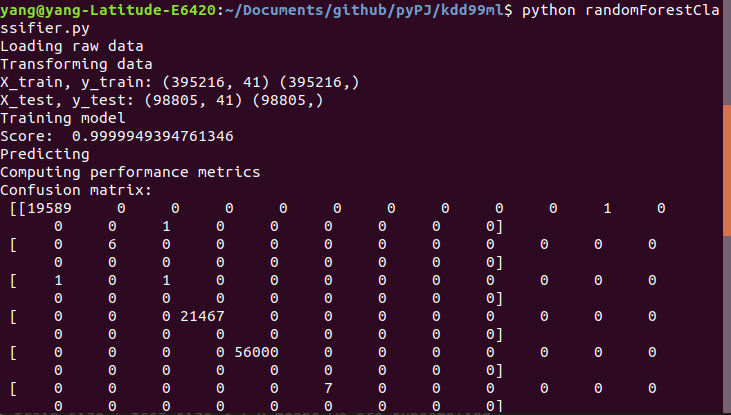 yang@yang-Latitude-E6420:~/Documents/github/pyPJ/kdd99ml$ python randomForestCla
ssifier.py
Loading raw data
Transforming data
X_train, y_train: (395216, 41) (395216,)
X_test, y_test: (98805, 41) (98805,)
Training model
Score:  0.9999949394761346
Predicting
Computing performance metrics
Confusion matrix:
[[19589 0 0 0 0 0 0 0 0 0 1 0
0 0 1 0 0 0 0 0 0]
[ 0 6 0 0 0 0 0 0 0 0 0 0
0 0 0 0 0 0 0 0 0]
[ 1 0 1 0 0 0 0 0 0 0 0 0
0 0 0 0 0 0 0 0 0]
[ 0 0 0 21467 0 0 0 0 0 0 0 0
0 0 0 0 0 0 0 0 0]
[ 0 0 0 0 56000 0 0 0 0 0 0 0
0 0 0 0 0 0 0 0 0]
[ 0 0 0 0 0 7 0 0 0 0 0 0
0 0 0 0 0 0 0 0 0]